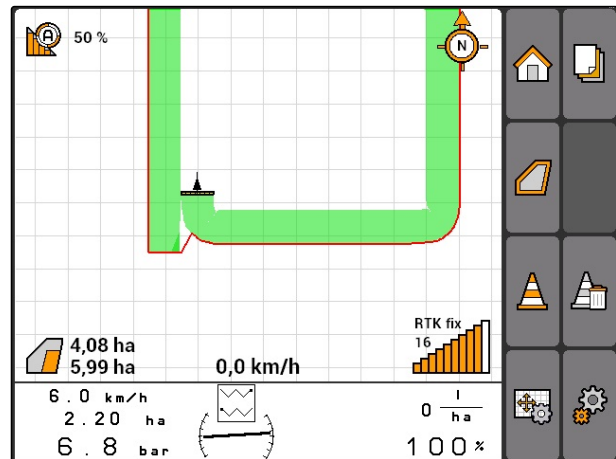 A 50 %
N
RTK fix
16
4,08 ha
5,99 ha
0,0 km/h
6.0 km/h
2.20 ha
6.8 bar
0 l/ha
100 %